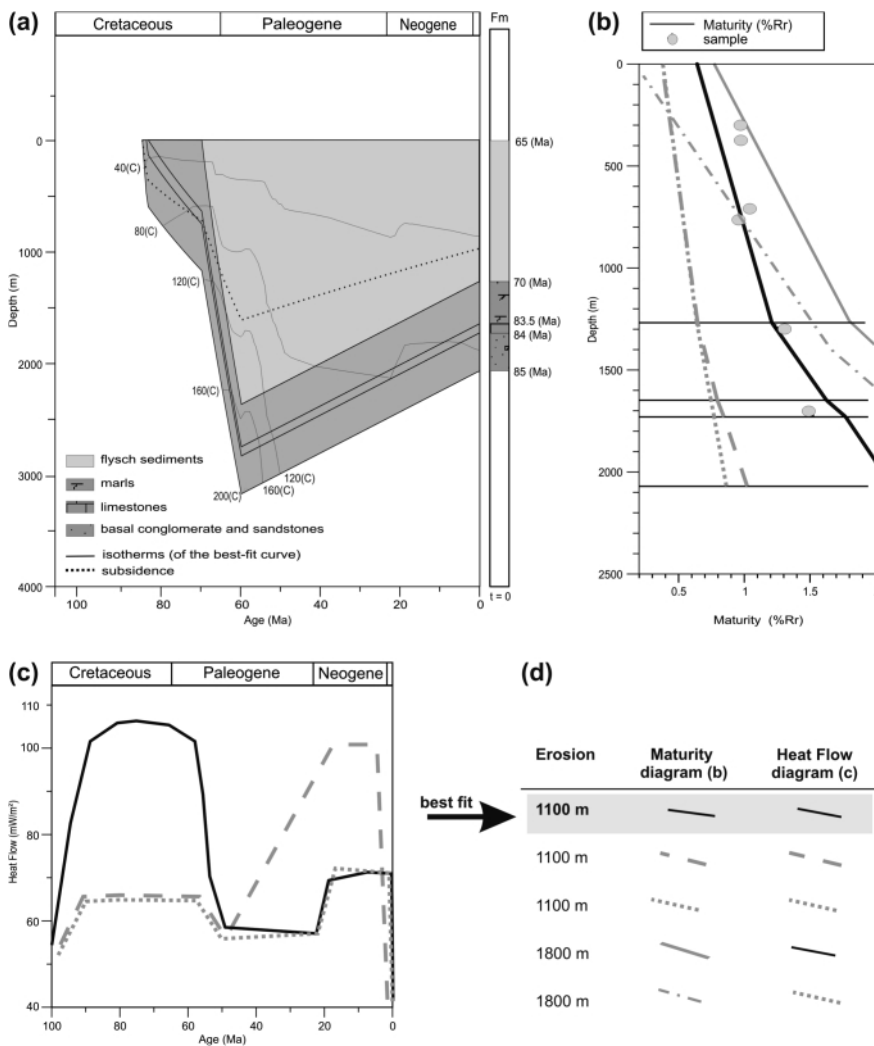 (a)
Cretaceous Paleogene Neogene Fm
0
1000
2000
3000
4000
Depth (m)
40(C)
80(C)
120(C)
160(C)
200(C)
160(C)
120(C)
65 (Ma)
70 (Ma)
83.5 (Ma)
84 (Ma)
85 (Ma)
flysch sediments
marls
limestones
basal conglomerate and sandstones
isotherms (of the best-fit curve)
subsidence
100 80 60 40 20 0
t = 0
Age (Ma)
(b)
Maturity (%Rr)
sample
0
500
1000
1500
2000
2500
Depth (m)
0.5 1 1.5
Maturity (%Rr)
(c)
Cretaceous Paleogene Neogene
110
100
90
80
70
60
50
40
Heat Flow (mW/m²)
100 80 60 40 20 0
Age (Ma)
(d)
Erosion Maturity diagram (b) Heat Flow diagram (c)
best fit
1100 m
1100 m
1100 m
1800 m
1800 m